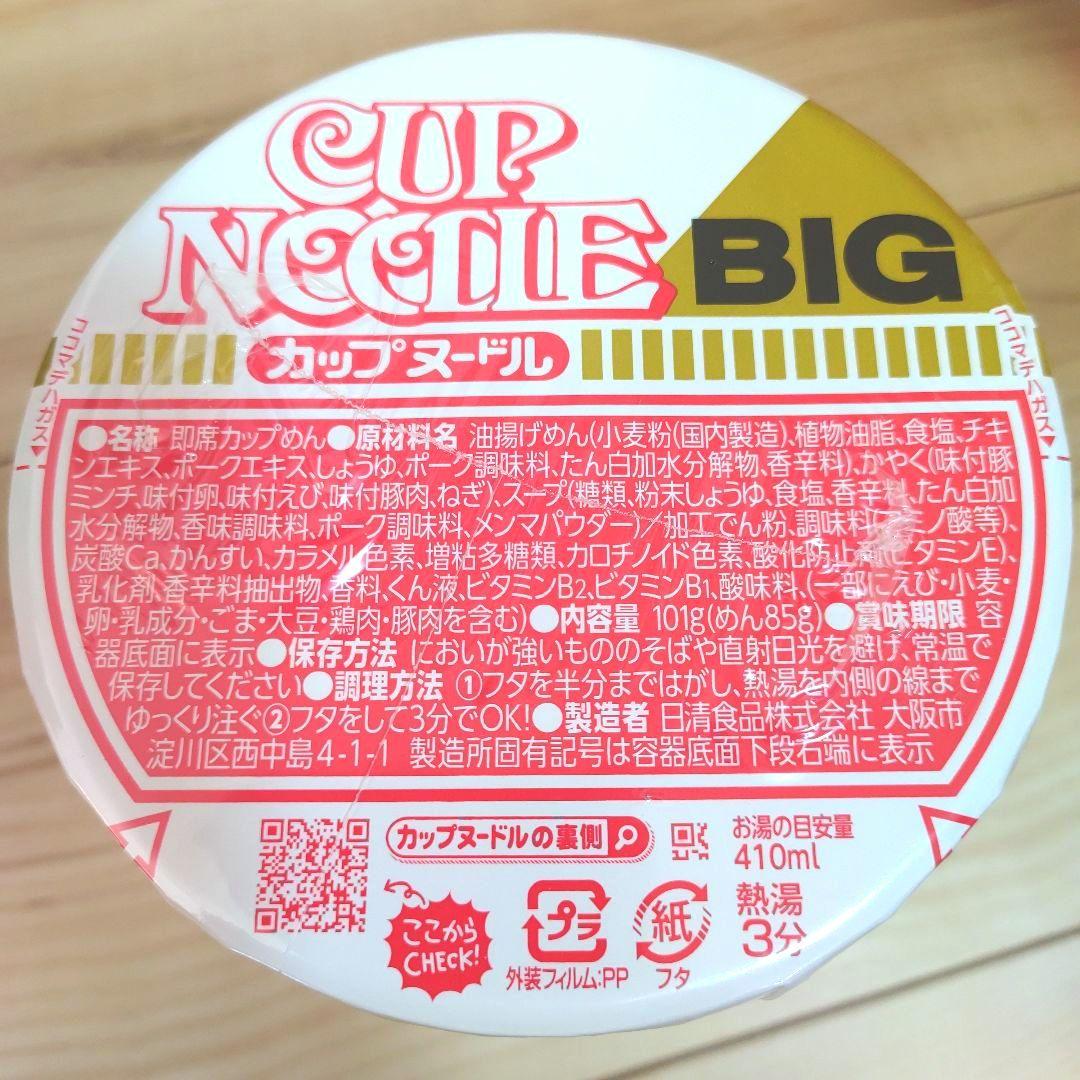 CUP
NOODLE BIG
カップヌードル
ココマデハガス
ココマデハガス
●名称 即席カップめん●原材料名 油揚げめん(小麦粉(国内製造)、植物油脂、食塩、チキ
ンエキス、ポークエキス、しょうゆ、ポーク調味料、たん白加水分解物、香辛料)、かやく(味付豚
ミンチ、味付卵、味付えび、味付豚肉、ねぎ)、スープ(糖類、粉末しょうゆ、食塩、香辛料、たん白加
水分解物、香味調味料、ポーク調味料、メンマパウダー)/加工でん粉、調味料(アミノ酸等)、
炭酸Ca、かんすい、カラメル色素、増粘多糖類、カロチノイド色素、酸化防止剤(ビタミンE)、
乳化剤、香辛料抽出物、香料、くん液、ビタミンB2、ビタミンB1、酸味料、(一部にえび・小麦・
卵・乳成分・ごま・大豆・鶏肉・豚肉を含む)●内容量 101g(めん85g)●賞味期限 容
器底面に表示●保存方法 においが強いもののそばや直射日光を避け、常温で
保存してください●調理方法 ①フタを半分まではがし、熱湯を内側の線まで
ゆっくり注ぐ②フタをして3分でOK!●製造者 日清食品株式会社 大阪市
淀川区西中島4-1-1 製造所固有記号は容器底面下段右端に表示
カップヌードルの裏側
お湯の目安量
410ml
熱湯
3分
ここから
CHECK!
プラ
外装フィルム:PP
紙
フタ